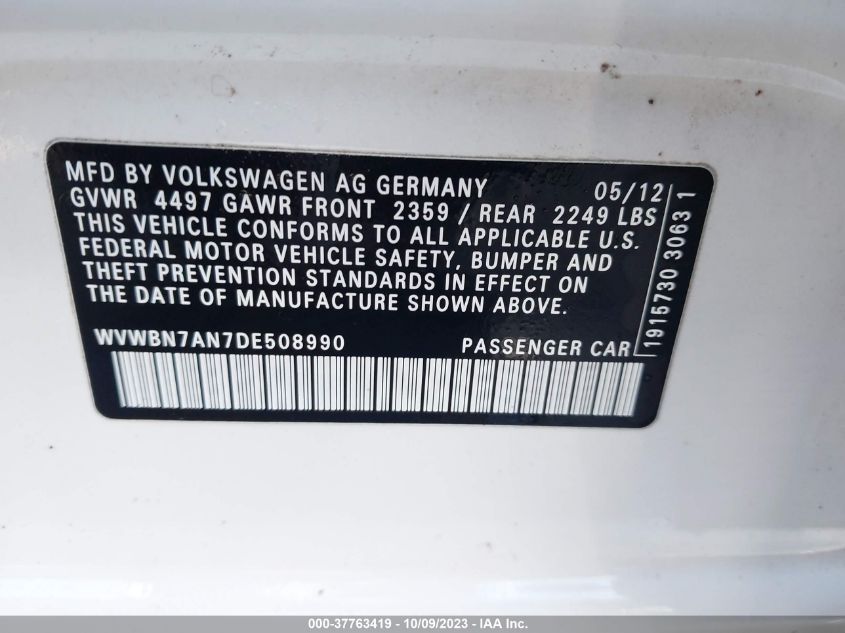 MFD BY VOLKSWAGEN AG GERMANY 05/12
GVWR 4497 GAWR FRONT 2359 / REAR 2249 LBS
THIS VEHICLE CONFORMS TO ALL APPLICABLE U.S.
FEDERAL MOTOR VEHICLE SAFETY, BUMPER AND
THEFT PREVENTION STANDARDS IN EFFECT ON
THE DATE OF MANUFACTURE SHOWN ABOVE.
WVWBN7AN7DE508990 PASSENGER CAR
1915730 3063 1
000-37763419 - 10/09/2023 - IAA Inc.